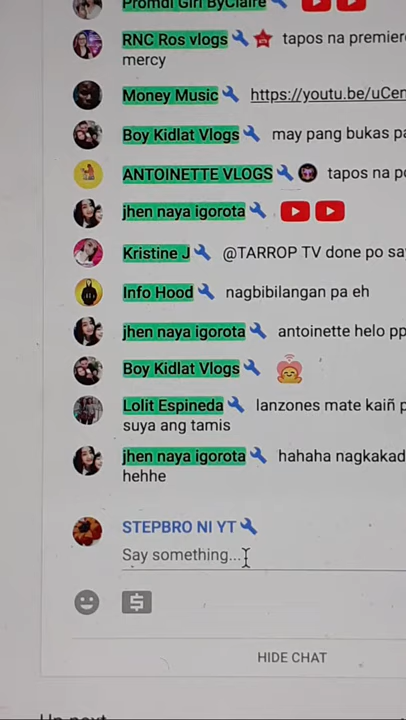 Promdi Girl ByClaire
RNC Ros vlogs tapos na premier
mercy
Money Music https://youtu.be/uCen
Boy Kidlat Vlogs may pang bukas pa
ANTOINETTE VLOGS tapos na p
jhen naya igorota
Kristine J @TARROP TV done po sa
Info Hood nagbibilangan pa eh
jhen naya igorota antoinette helo pp
Boy Kidlat Vlogs
Lolit Espineda lanzones mate kaiñ p
suya ang tamis
jhen naya igorota hahaha nagkakad
hehhe
STEPBRO NI YT
Say something...
HIDE CHAT
Up next